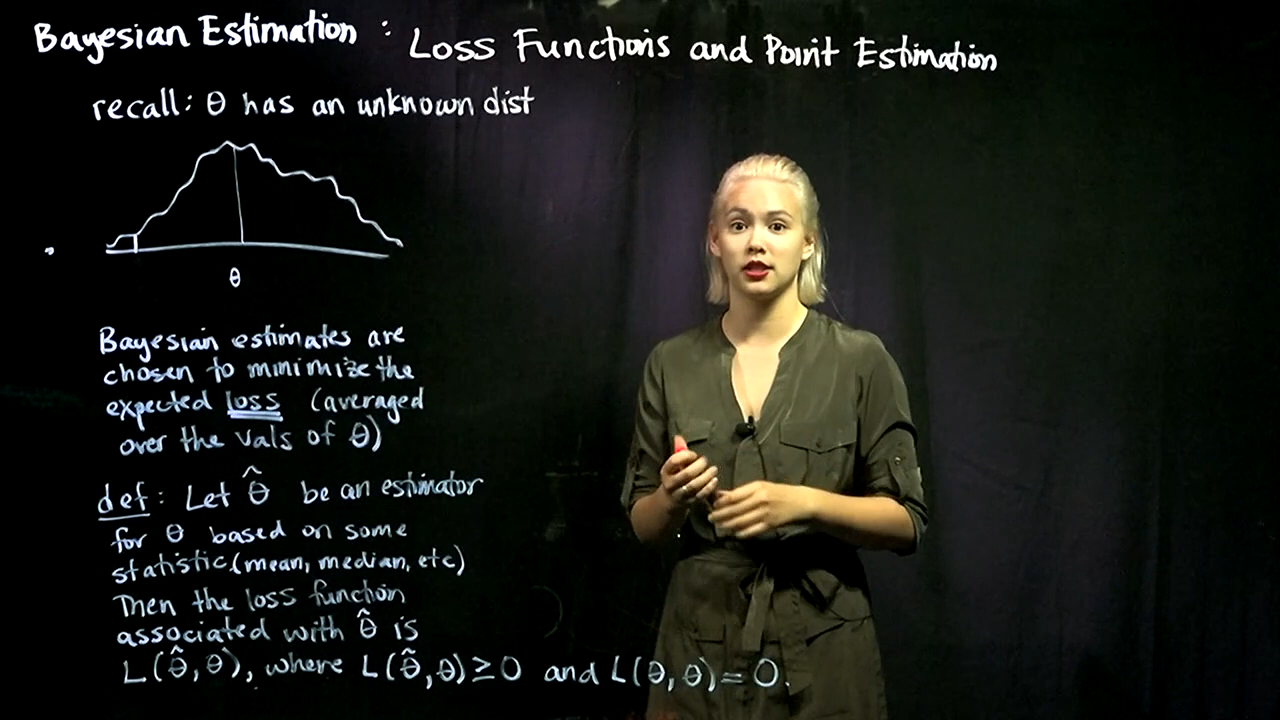 Bayesian Estimation : Loss Functions and Point Estimation
recall: θ has an unknown dist
θ
Bayesian estimates are
chosen to minimize the
expected loss (averaged
over the vals of θ)
def: Let θ̂ be an estimator
for θ based on some
statistic (mean, median, etc)
Then the loss function
associated with θ̂ is
L(θ̂, θ), where L(θ̂, θ) ≥ 0 and L(θ, θ) = 0.